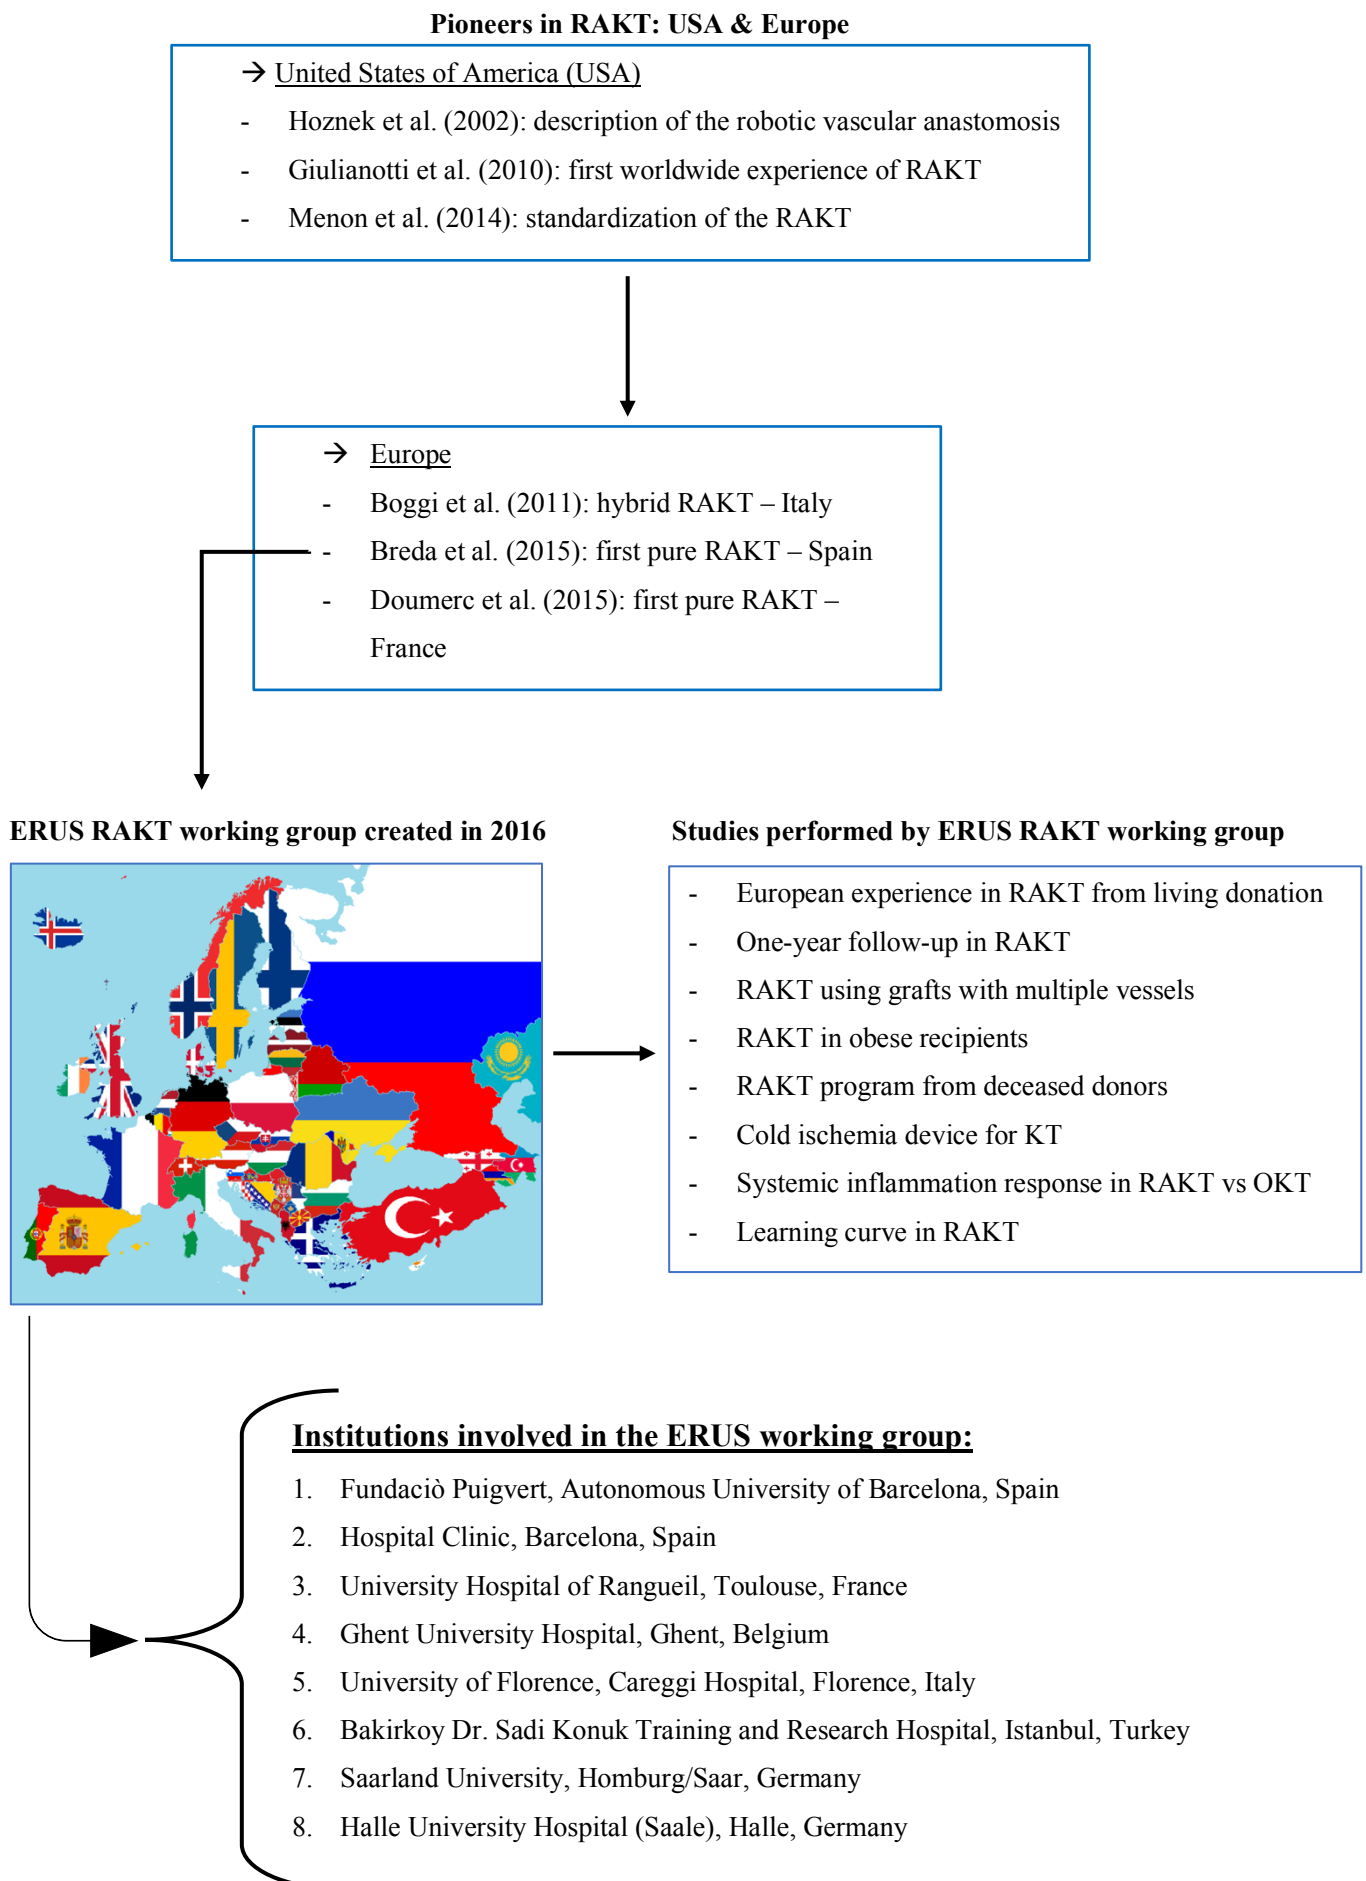 Pioneers in RAKT: USA & Europe
→ United States of America (USA)
- Hoznek et al. (2002): description of the robotic vascular anastomosis
- Giulianotti et al. (2010): first worldwide experience of RAKT
- Menon et al. (2014): standardization of the RAKT
→ Europe
- Boggi et al. (2011): hybrid RAKT – Italy
- Breda et al. (2015): first pure RAKT – Spain
- Doumerc et al. (2015): first pure RAKT –
France
ERUS RAKT working group created in 2016
Studies performed by ERUS RAKT working group
- European experience in RAKT from living donation
- One-year follow-up in RAKT
- RAKT using grafts with multiple vessels
- RAKT in obese recipients
- RAKT program from deceased donors
- Cold ischemia device for KT
- Systemic inflammation response in RAKT vs OKT
- Learning curve in RAKT
Institutions involved in the ERUS working group:
1. Fundaciò Puigvert, Autonomous University of Barcelona, Spain
2. Hospital Clinic, Barcelona, Spain
3. University Hospital of Rangueil, Toulouse, France
4. Ghent University Hospital, Ghent, Belgium
5. University of Florence, Careggi Hospital, Florence, Italy
6. Bakirkoy Dr. Sadi Konuk Training and Research Hospital, Istanbul, Turkey
7. Saarland University, Homburg/Saar, Germany
8. Halle University Hospital (Saale), Halle, Germany